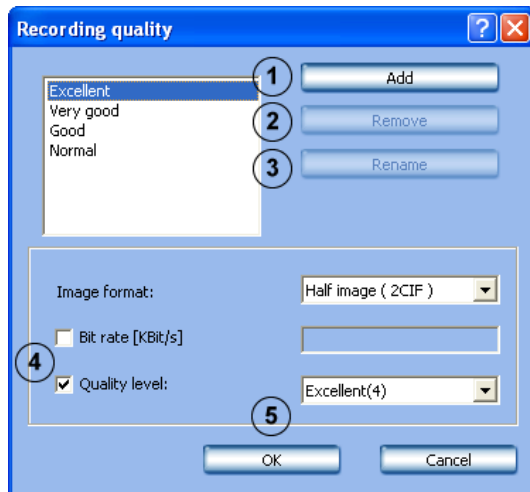 Recording quality
? X
1 Add
Excellent
Very good
2 Remove
Good
Normal
3 Rename
Image format: Half image ( 2CIF )
Bit rate [KBit/s]
4
Quality level: Excellent(4)
5
OK Cancel